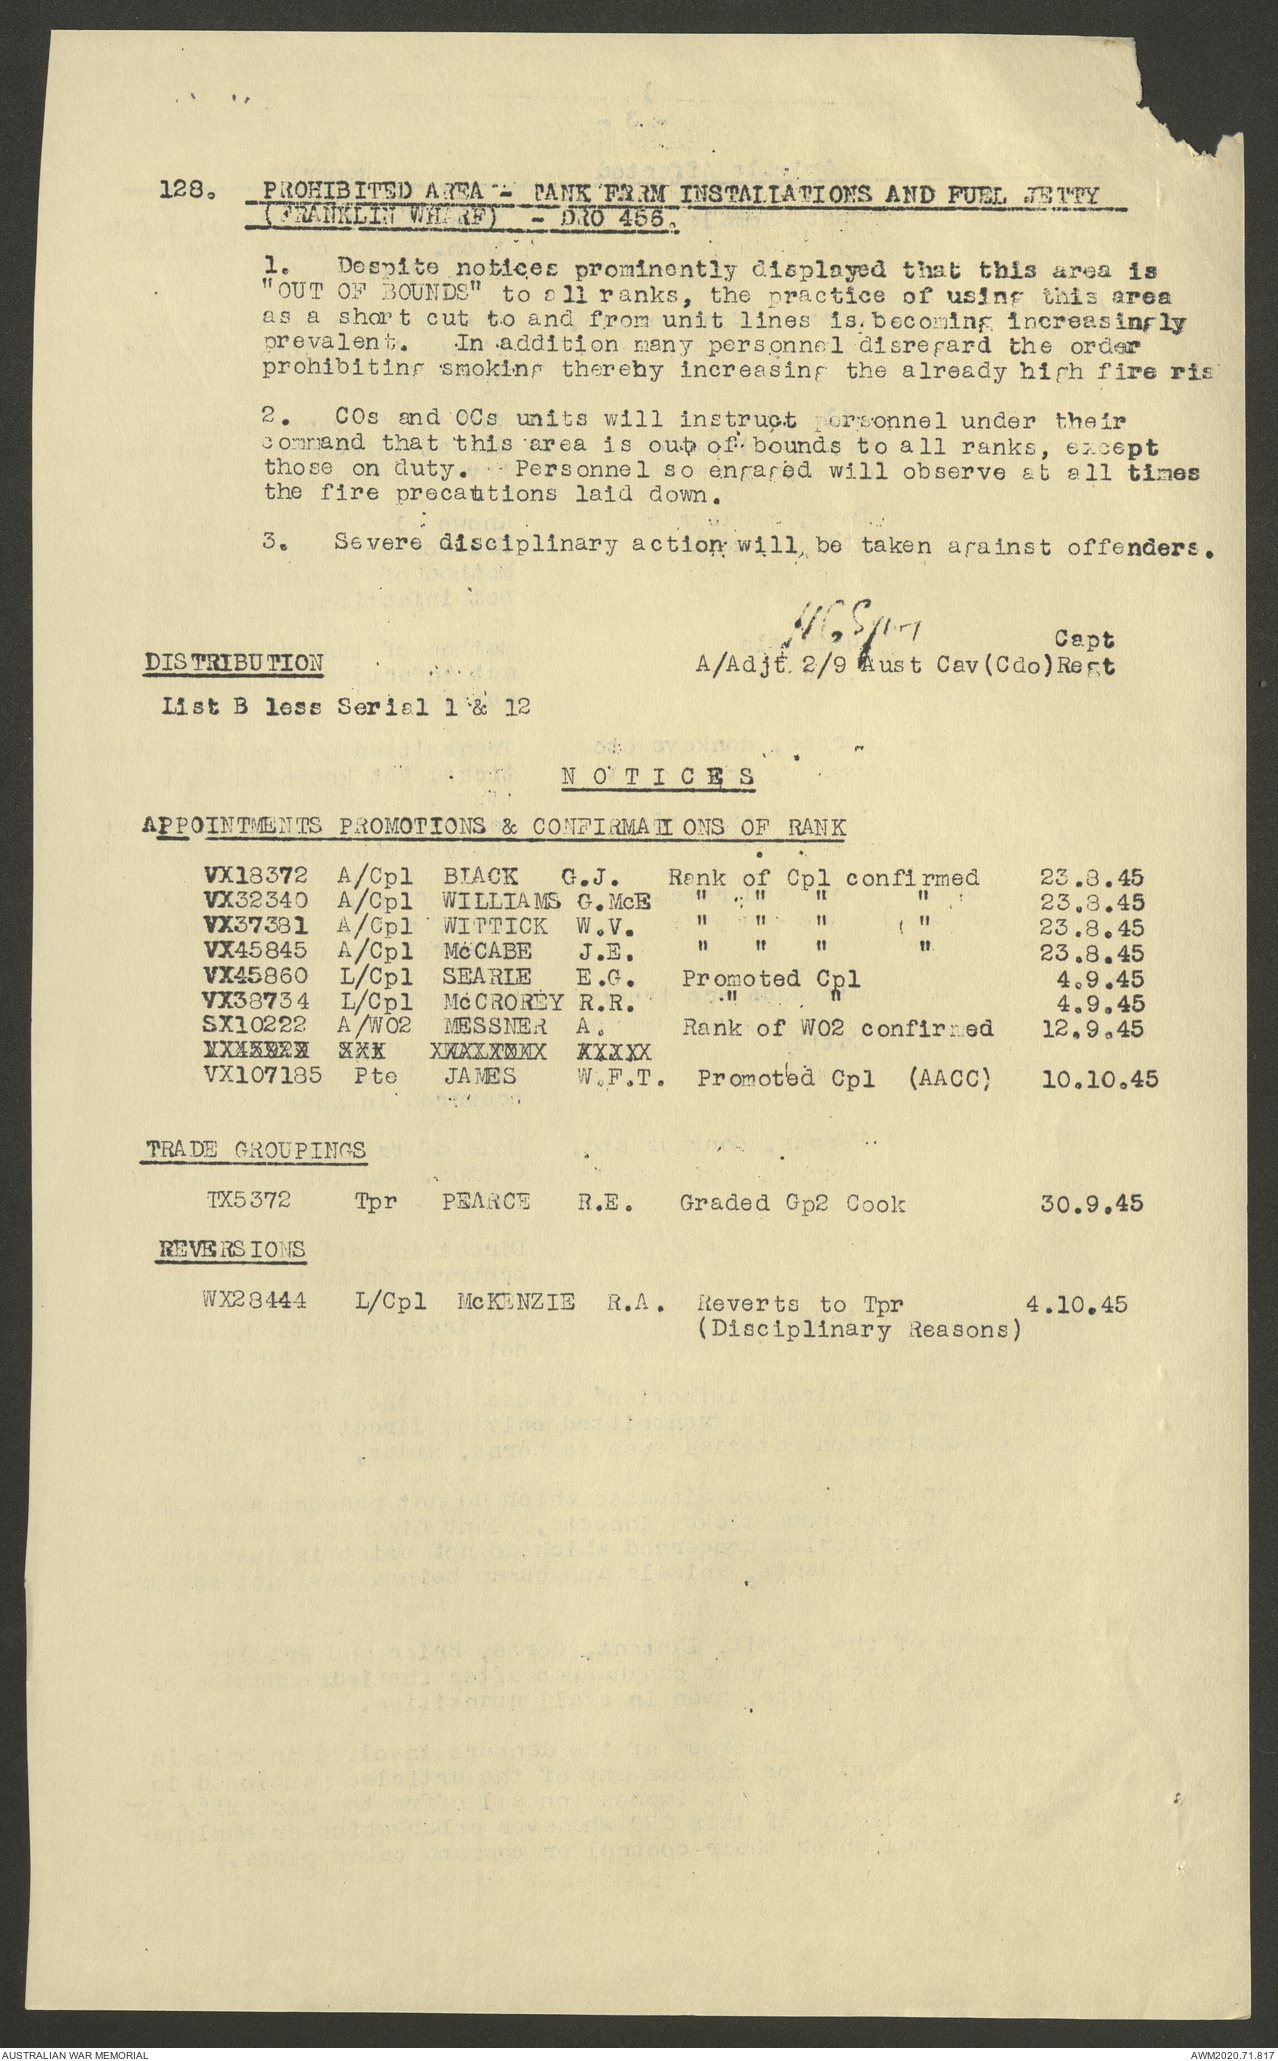 128. PROHIBITED AREA - TANK FARM INSTALLATIONS AND FUEL JETTY
(FRANKLIN WHARF) - DRO 456.
1. Despite notices prominently displayed that this area is
"OUT OF BOUNDS" to all ranks, the practice of using this area
as a short cut to and from unit lines is becoming increasingly
prevalent. In addition many personnel disregard the order
prohibiting smoking thereby increasing the already high fire ris
2. COs and OCs units will instruct personnel under their
command that this area is out of bounds to all ranks, except
those on duty. Personnel so engaged will observe at all times
the fire precautions laid down.
3. Severe disciplinary action will be taken against offenders.
Capt
DISTRIBUTION A/Adjt 2/9 Aust Cav(Cdo)Regt
List B less Serial 1 & 12
NOTICES
APPOINTMENTS PROMOTIONS & CONFIRMATIONS OF RANK
VX18372 A/Cpl BLACK G.J. Rank of Cpl confirmed 23.8.45
VX32340 A/Cpl WILLIAMS G.McE " " " " 23.8.45
VX37381 A/Cpl WITTICK W.V. " " " " 23.8.45
VX45845 A/Cpl McCABE J.E. " " " " 23.8.45
VX45860 L/Cpl SEARLE E.G. Promoted Cpl 4.9.45
VX38734 L/Cpl McCROREY R.R. " " 4.9.45
SX10222 A/WO2 MESSNER A. Rank of WO2 confirmed 12.9.45
VX107185 Pte JAMES W.F.T. Promoted Cpl (AACC) 10.10.45
TRADE GROUPINGS
TX5372 Tpr PEARCE R.E. Graded Gp2 Cook 30.9.45
REVERSIONS
WX28444 L/Cpl McKENZIE R.A. Reverts to Tpr 4.10.45
(Disciplinary Reasons)
AUSTRALIAN WAR MEMORIAL AWM2020.71.817